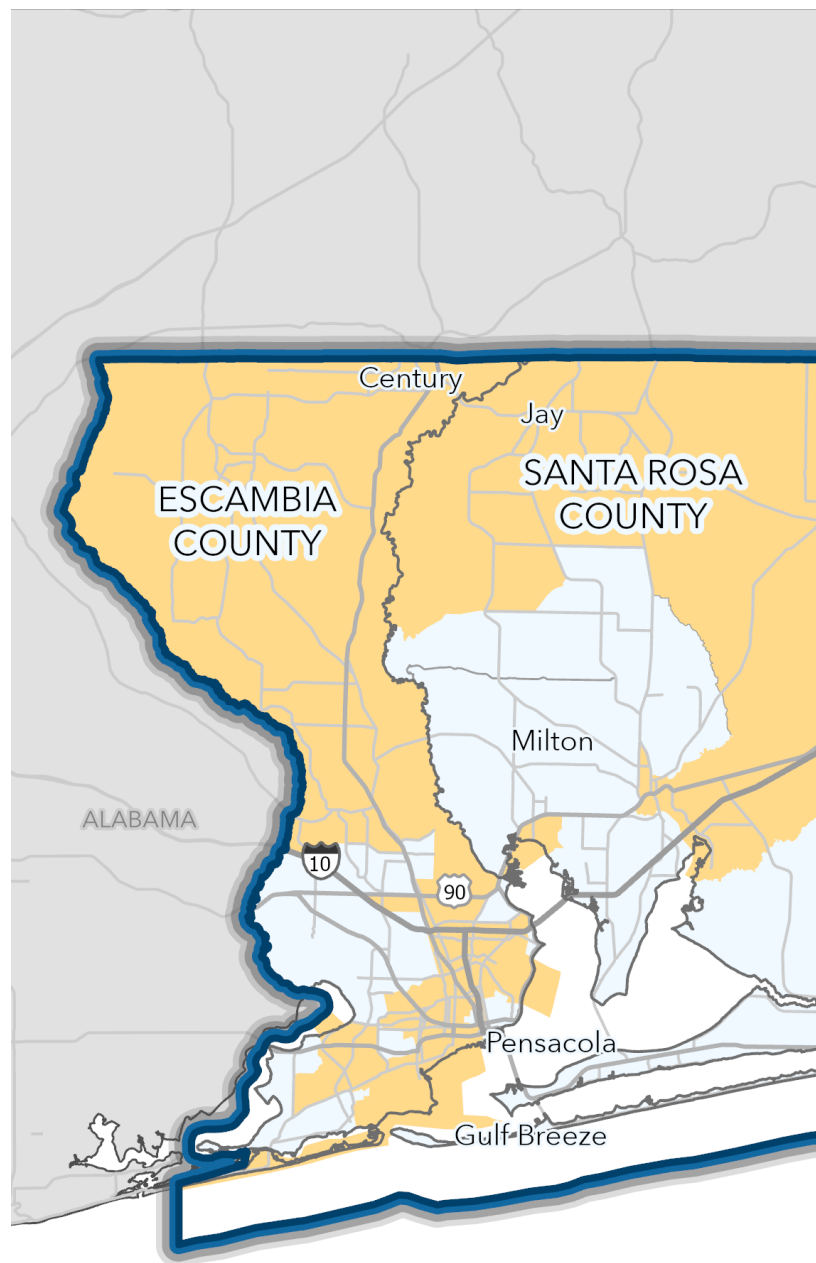 Century
Jay
ESCAMBIA
COUNTY
SANTA ROSA
COUNTY
Milton
ALABAMA
10
90
Pensacola
Gulf Breeze